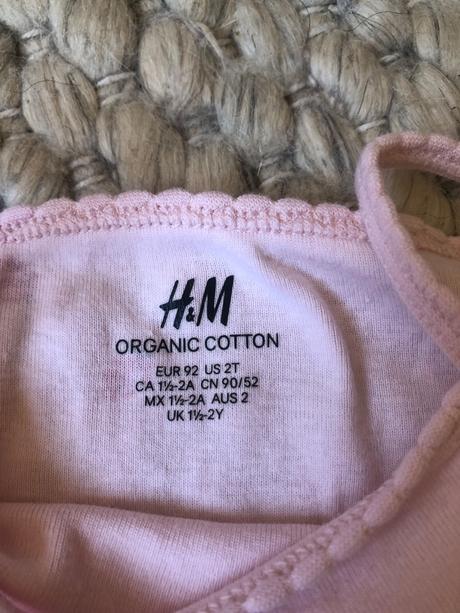 H&M
ORGANIC COTTON
EUR 92 US 2T
CA 1½-2A CN 90/52
MX 1½-2A AUS 2
UK 1½-2Y